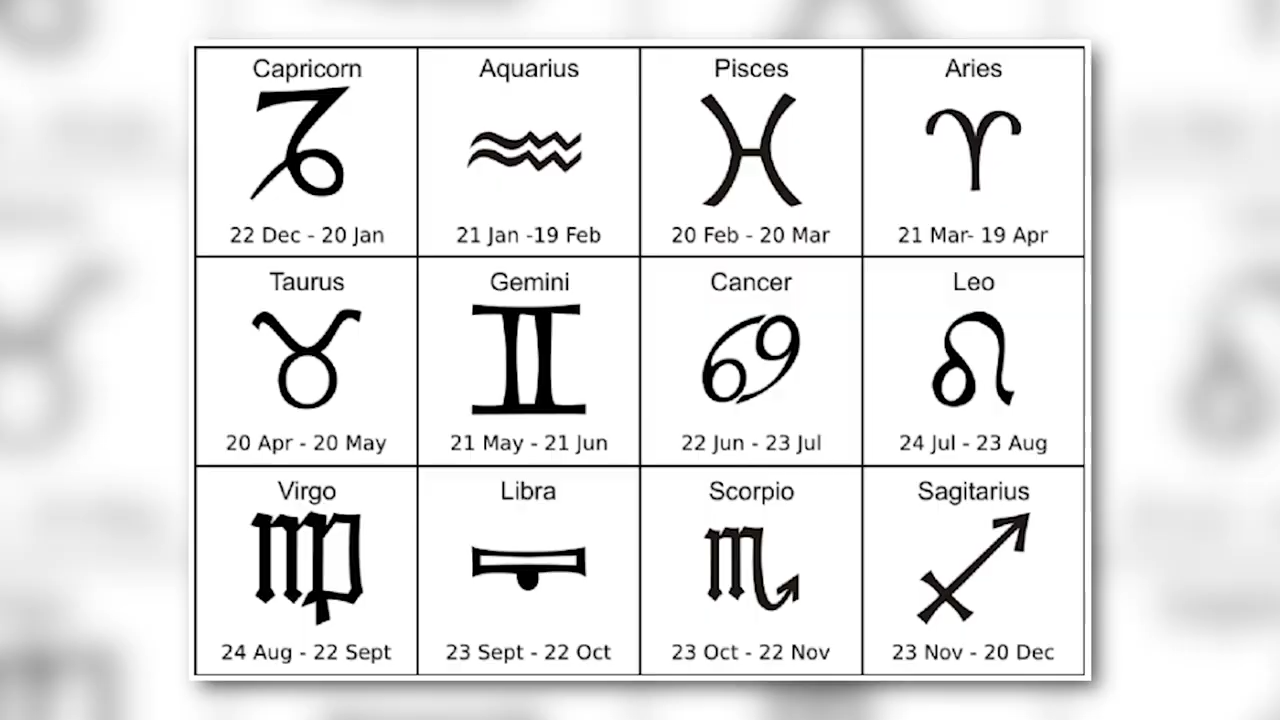 Capricorn Aquarius Pisces Aries
22 Dec - 20 Jan 21 Jan -19 Feb 20 Feb - 20 Mar 21 Mar- 19 Apr
Taurus Gemini Cancer Leo
20 Apr - 20 May 21 May - 21 Jun 22 Jun - 23 Jul 24 Jul - 23 Aug
Virgo Libra Scorpio Sagitarius
24 Aug - 22 Sept 23 Sept - 22 Oct 23 Oct - 22 Nov 23 Nov - 20 Dec